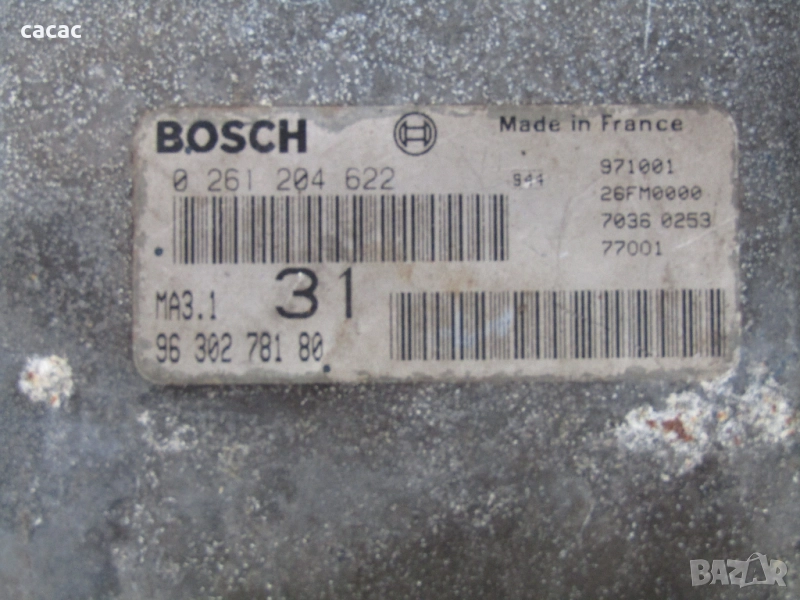 cacac
BOSCH
Made in France
0 261 204 622
944
971001
26FM0000
7036 0253
77001
MA3.1
31
96 302 781 80
BAZAR